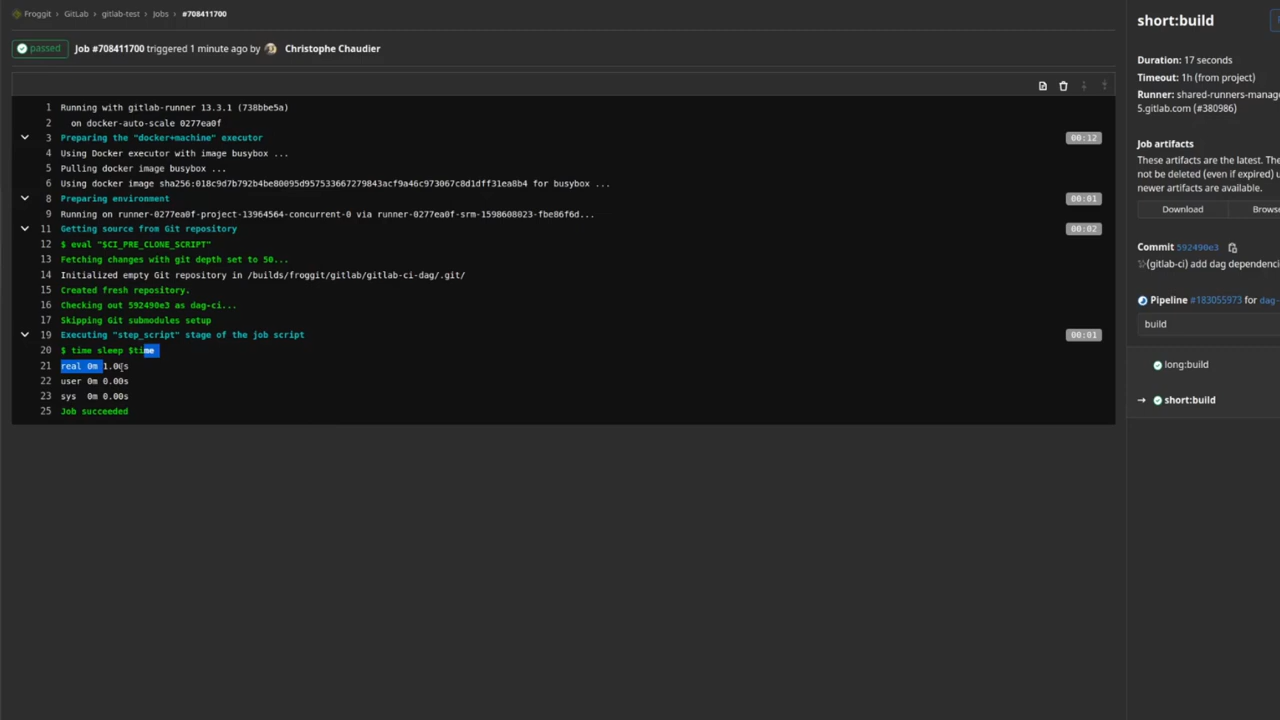 Froggit > GitLab > gitlab-test > Jobs > #708411700
passed Job #708411700 triggered 1 minute ago by Christophe Chaudier
1 Running with gitlab-runner 13.3.1 (738bbe5a)
2 on docker-auto-scale 0277ea0f
3 Preparing the "docker+machine" executor 00:12
4 Using Docker executor with image busybox ...
5 Pulling docker image busybox ...
6 Using docker image sha256:018c9d7b792b4be80095d957533667279843acf9a46c973067c8d1dff31ea8b4 for busybox ...
8 Preparing environment 00:01
9 Running on runner-0277ea0f-project-13964564-concurrent-0 via runner-0277ea0f-srm-1598608023-fbe86f6d...
11 Getting source from Git repository 00:02
12 $ eval "$CI_PRE_CLONE_SCRIPT"
13 Fetching changes with git depth set to 50...
14 Initialized empty Git repository in /builds/froggit/gitlab/gitlab-ci-dag/.git/
15 Created fresh repository.
16 Checking out 592490e3 as dag-ci...
17 Skipping Git submodules setup
19 Executing "step_script" stage of the job script 00:01
20 $ time sleep $time
21 real 0m 1.00s
22 user 0m 0.00s
23 sys 0m 0.00s
25 Job succeeded
short:build
Duration: 17 seconds
Timeout: 1h (from project)
Runner: shared-runners-manage
5.gitlab.com (#380986)
Job artifacts
These artifacts are the latest. The
not be deleted (even if expired) u
newer artifacts are available.
Download Brows
Commit 592490e3
(gitlab-ci) add dag dependenci
Pipeline #183055973 for dag-
build
long:build
→ short:build